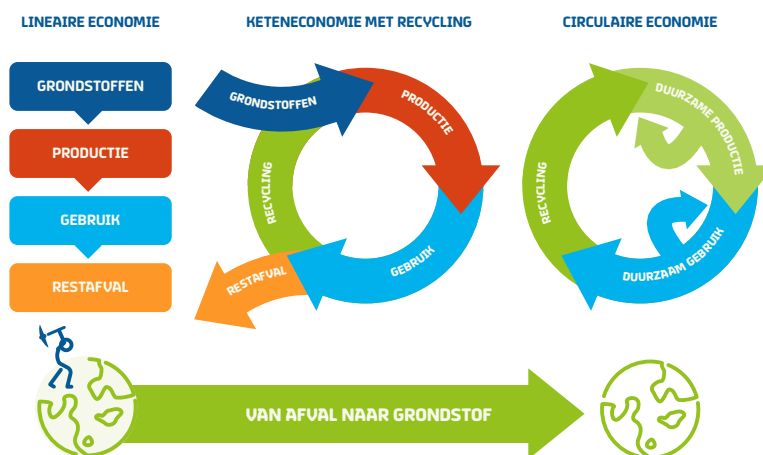 LINEAIRE ECONOMIE
GRONDSTOFFEN
PRODUCTIE
GEBRUIK
RESTAFVAL
KETENECONOMIE MET RECYCLING
GRONDSTOFFEN
PRODUCTIE
GEBRUIK
RESTAFVAL
RECYCLING
CIRCULAIRE ECONOMIE
DUURZAME PRODUCTIE
DUURZAAM GEBRUIK
RECYCLING
VAN AFVAL NAAR GRONDSTOF